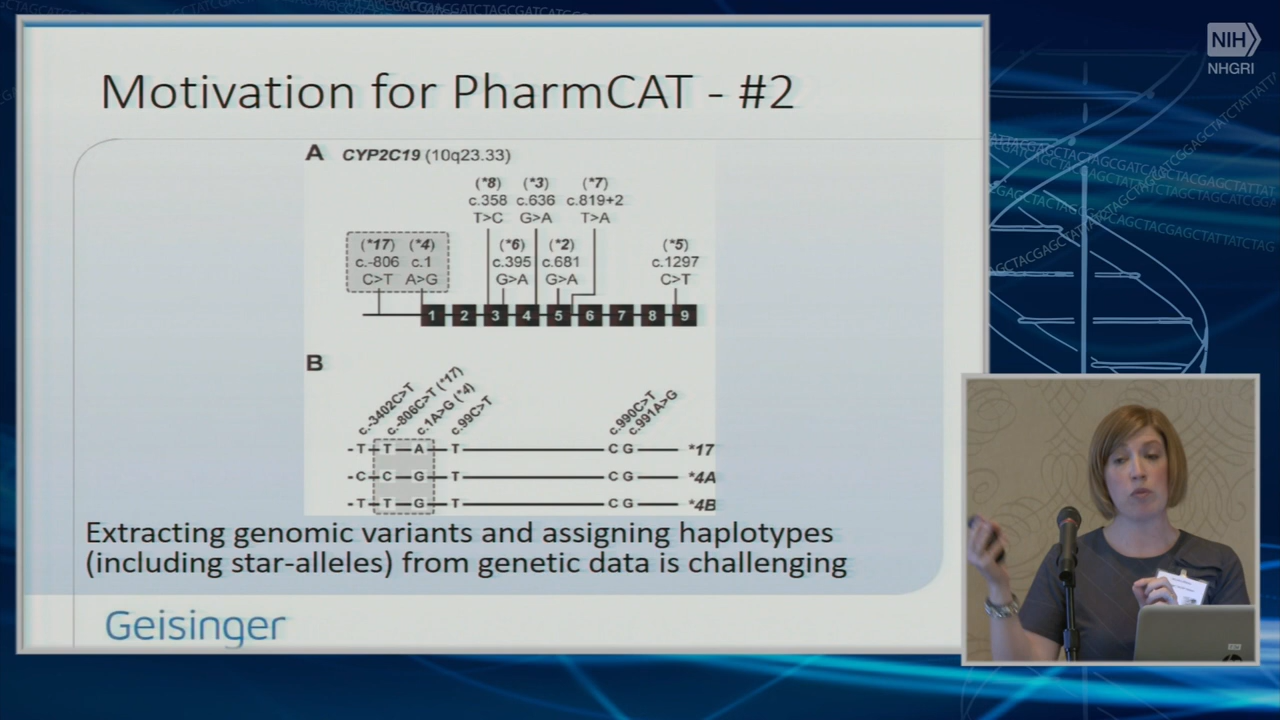 NIH
NHGRI
Motivation for PharmCAT - #2
A CYP2C19 (10q23.33)
(*8) (*3) (*7)
c.358 c.636 c.819+2
T>C G>A T>A
(*17) (*4) (*6) (*2) (*5)
c.-806 c.1 c.395 c.681 c.1297
C>T A>G G>A G>A C>T
1 2 3 4 5 6 7 8 9
B
c.-3402C>T
c.-806C>T (*17)
c.1A>G (*4)
c.99C>T
c.990C>T
c.991A>G
-T T A T C G *17
-C C G T C G *4A
-T T G T C G *4B
Extracting genomic variants and assigning haplotypes
(including star-alleles) from genetic data is challenging
Geisinger